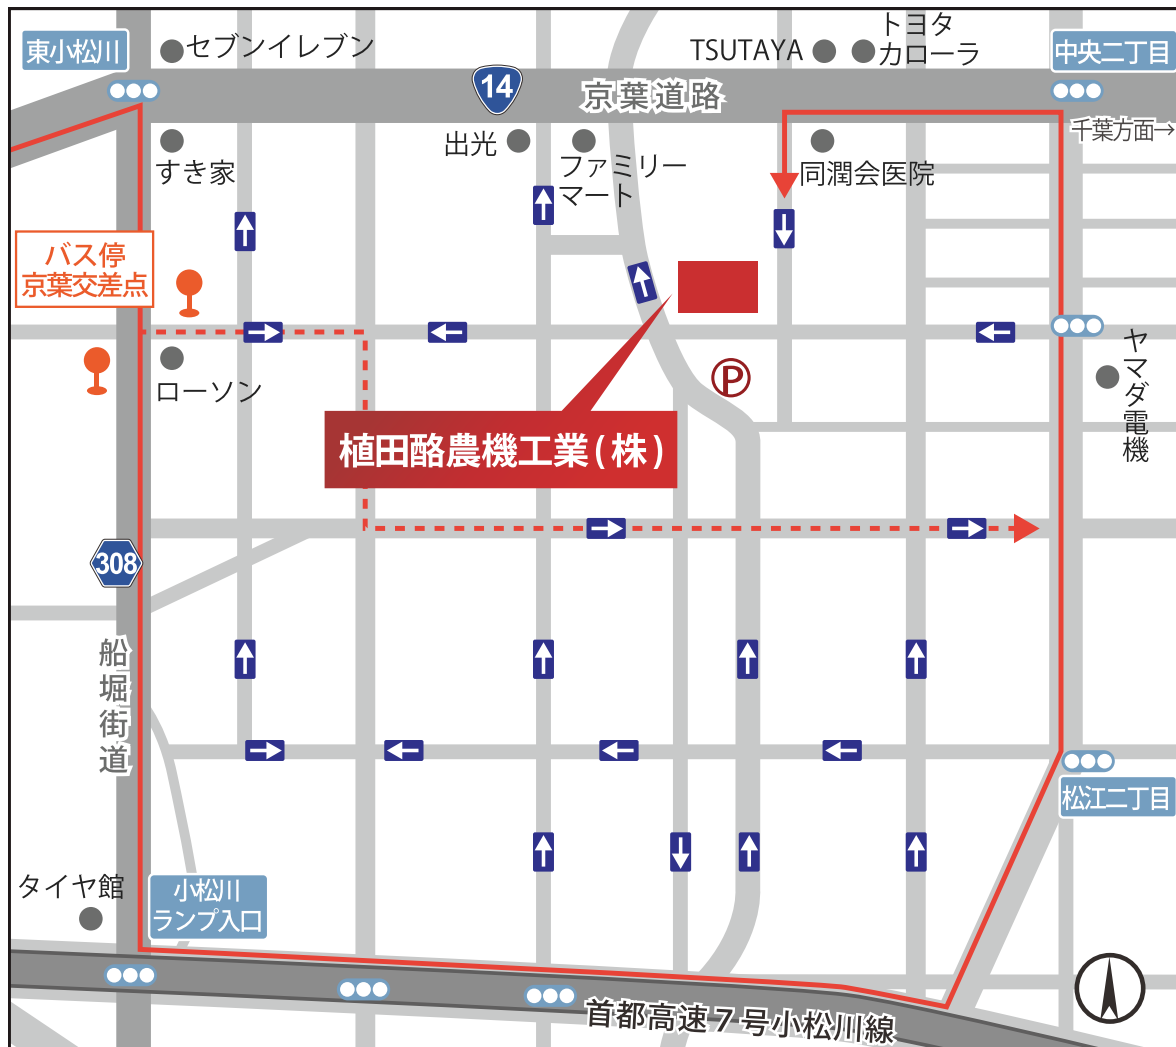 東小松川
セブンイレブン
14
京葉道路
TSUTAYA
トヨタ
カローラ
中央二丁目
千葉方面→
すき家
出光
ファミリー
マート
同潤会医院
バス停
京葉交差点
ローソン
P
ヤマダ電機
植田酪農機工業(株)
308
船堀街道
松江二丁目
タイヤ館
小松川
ランプ入口
首都高速7号小松川線